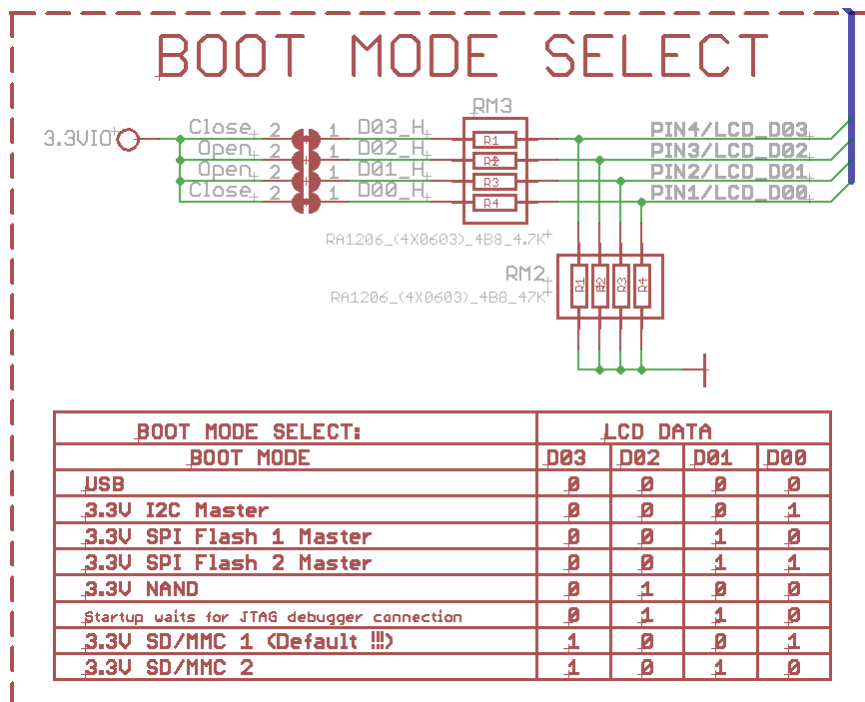 BOOT MODE SELECT
RM3
3.3VIO Close 2 1 D03_H R1 PIN4/LCD_D03
Open 2 1 D02_H R2 PIN3/LCD_D02
Open 2 1 D01_H R3 PIN2/LCD_D01
Close 2 1 D00_H R4 PIN1/LCD_D00
RA1206_(4X0603)_4B8_4.7K
RM2 R1 R2 R3 R4
RA1206_(4X0603)_4B8_47K
BOOT MODE SELECT: LCD DATA
BOOT MODE D03 D02 D01 D00
USB 0 0 0 0
3.3V I2C Master 0 0 0 1
3.3V SPI Flash 1 Master 0 0 1 0
3.3V SPI Flash 2 Master 0 0 1 1
3.3V NAND 0 1 0 0
Startup waits for JTAG debugger connection 0 1 1 0
3.3V SD/MMC 1 (Default !!!) 1 0 0 1
3.3V SD/MMC 2 1 0 1 0